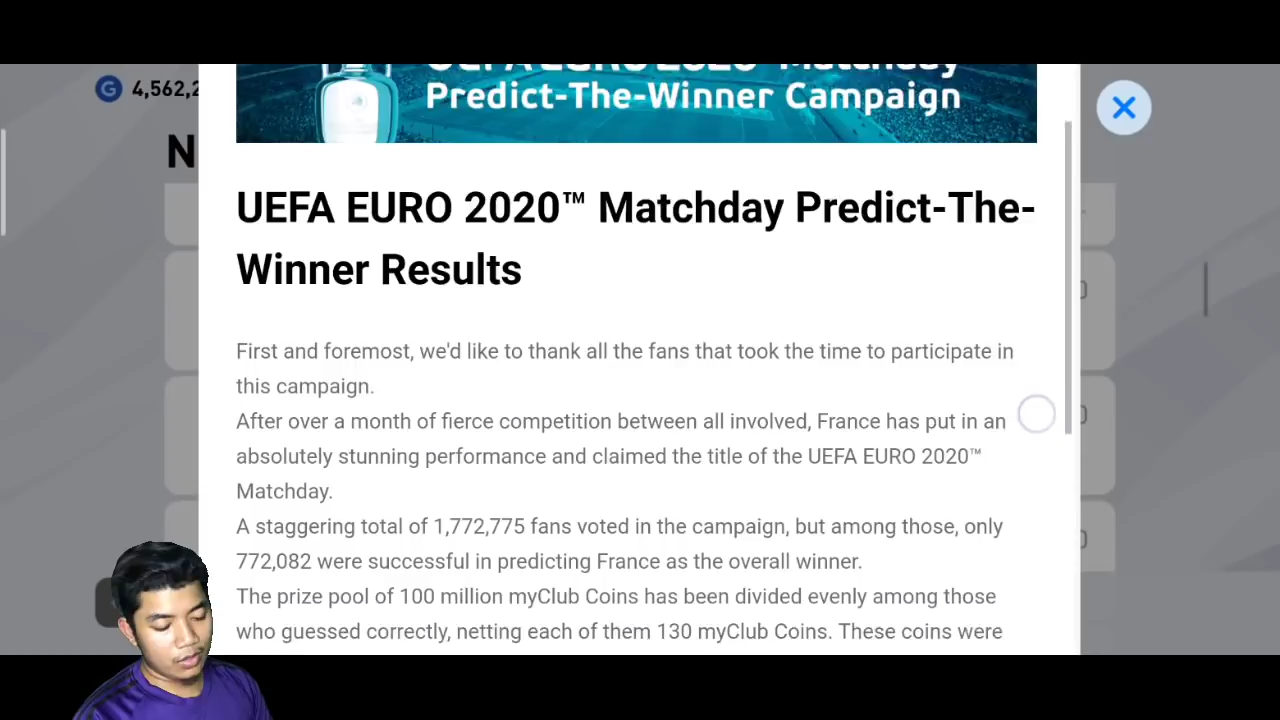 4,562,2
UEFA EURO 2020™ Matchday
Predict-The-Winner Campaign
N
UEFA EURO 2020™ Matchday Predict-The-
Winner Results
First and foremost, we'd like to thank all the fans that took the time to participate in
this campaign.
After over a month of fierce competition between all involved, France has put in an
absolutely stunning performance and claimed the title of the UEFA EURO 2020™
Matchday.
A staggering total of 1,772,775 fans voted in the campaign, but among those, only
772,082 were successful in predicting France as the overall winner.
The prize pool of 100 million myClub Coins has been divided evenly among those
who guessed correctly, netting each of them 130 myClub Coins. These coins were